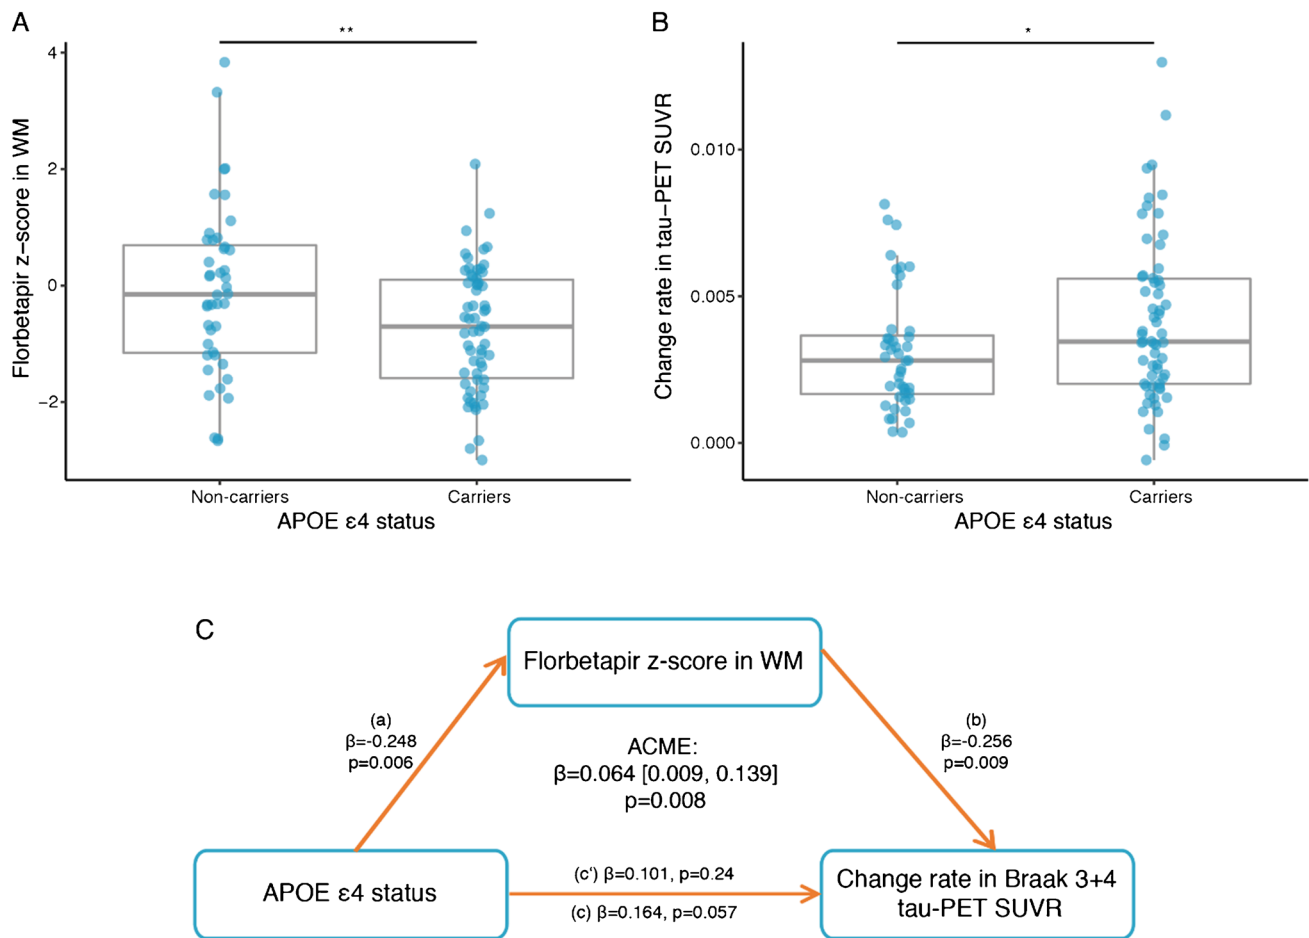 A
**
Florbetapir z−score in WM
4
2
0
−2
Non-carriers
Carriers
APOE ε4 status
B
*
Change rate in tau−PET SUVR
0.010
0.005
0.000
Non-carriers
Carriers
APOE ε4 status
C
Florbetapir z-score in WM
(a)
β=-0.248
p=0.006
ACME:
β=0.064 [0.009, 0.139]
p=0.008
(b)
β=-0.256
p=0.009
APOE ε4 status
(c') β=0.101, p=0.24
(c) β=0.164, p=0.057
Change rate in Braak 3+4
tau-PET SUVR